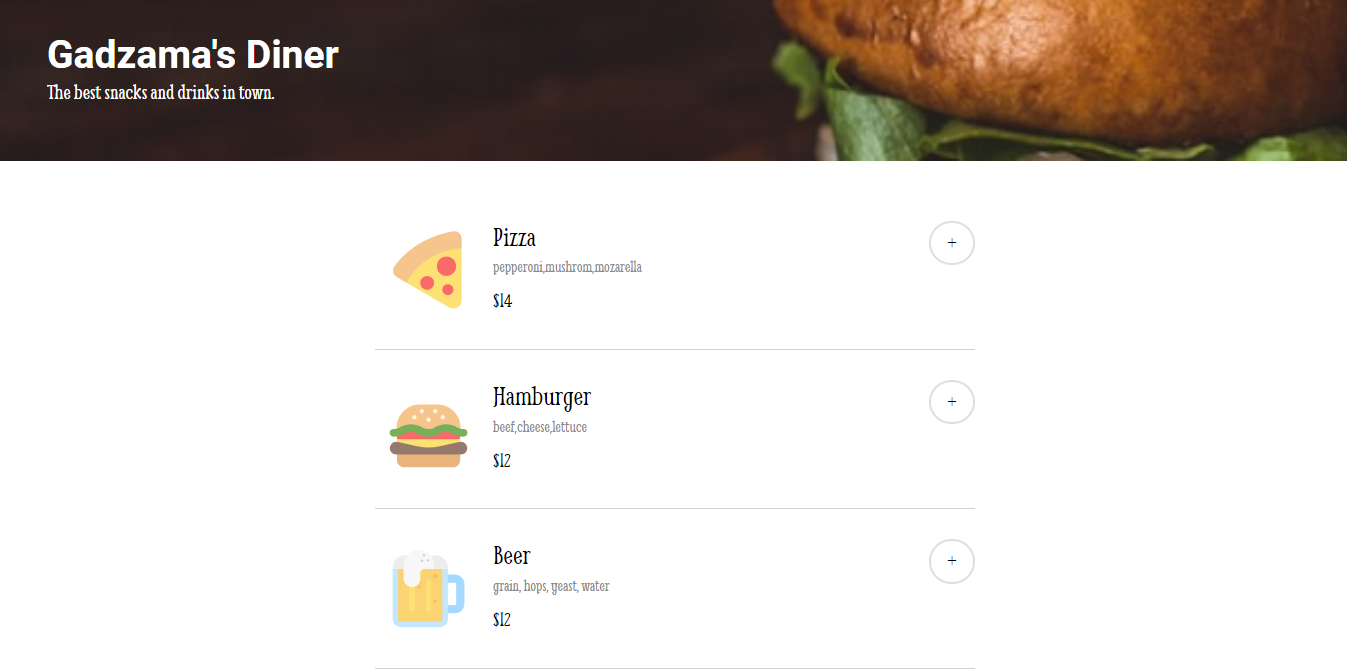 Gadzama's Diner
The best snacks and drinks in town.
Pizza
+
pepperoni,mushrom,mozarella
$14
Hamburger
+
beef,cheese,lettuce
$12
Beer
+
grain, hops, yeast, water
$12